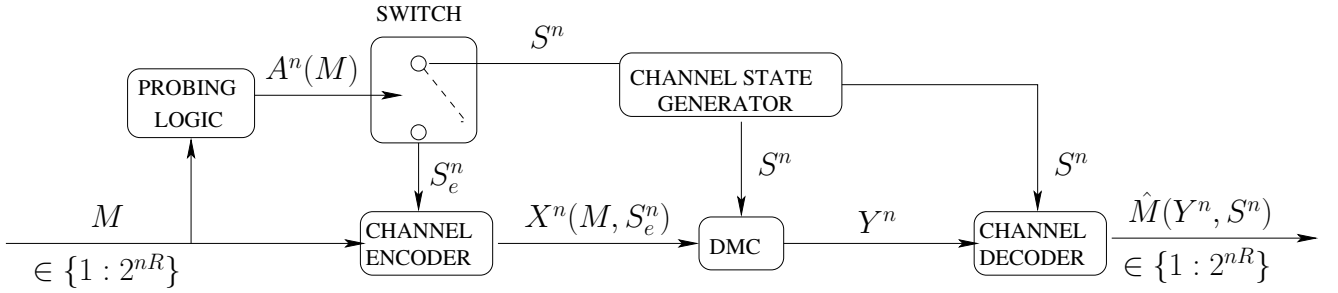 SWITCH
S^n
A^n(M)
PROBING
LOGIC
CHANNEL STATE
GENERATOR
S_e^n
S^n
S^n
M
X^n(M, S_e^n)
Y^n
M̂(Y^n, S^n)
CHANNEL
ENCODER
DMC
CHANNEL
DECODER
∈ {1 : 2^{nR}}
∈ {1 : 2^{nR}}